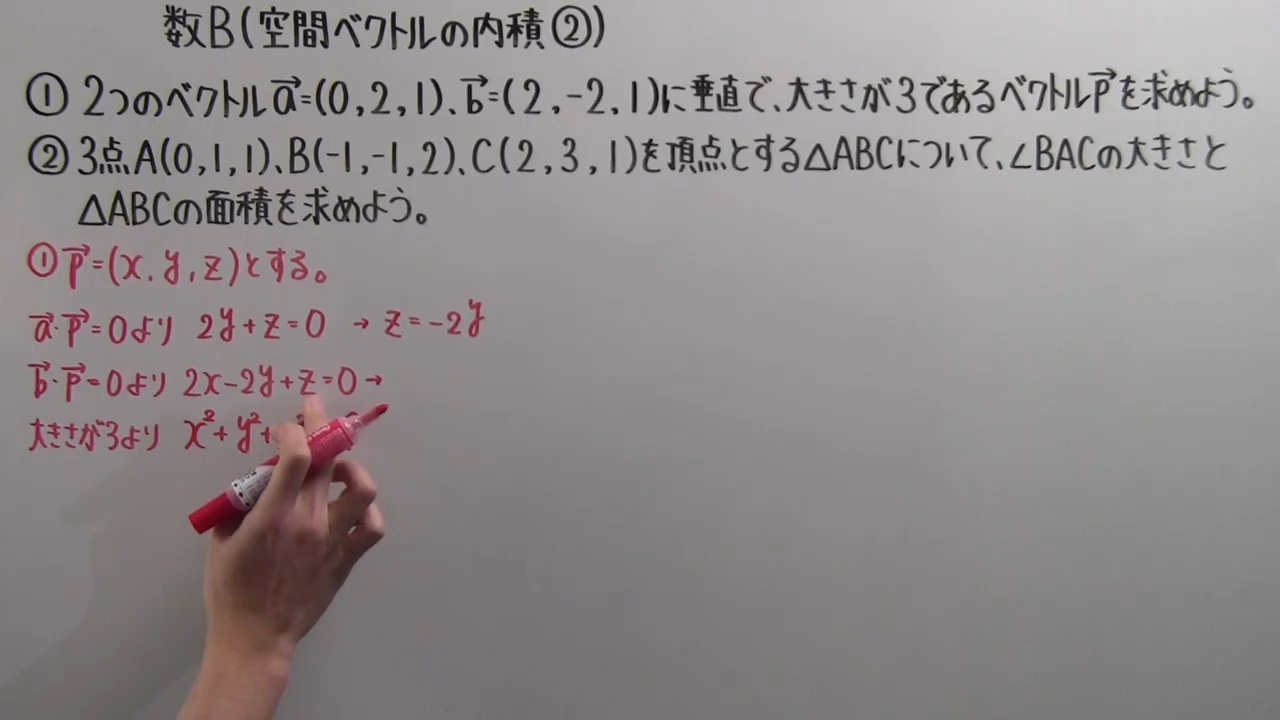 数B(空間ベクトルの内積②)
① 2つのベクトルa⃗=(0,2,1)、b⃗=(2,-2,1)に垂直で、大きさが3であるベクトルp⃗を求めよう。
② 3点A(0,1,1)、B(-1,-1,2)、C(2,3,1)を頂点とする△ABCについて、∠BACの大きさと
△ABCの面積を求めよう。
① p⃗=(x,y,z)とする。
a⃗・p⃗=0より 2y+z=0 → z=-2y
b⃗・p⃗=0より 2x-2y+z=0→
大きさが3より x²+y²+